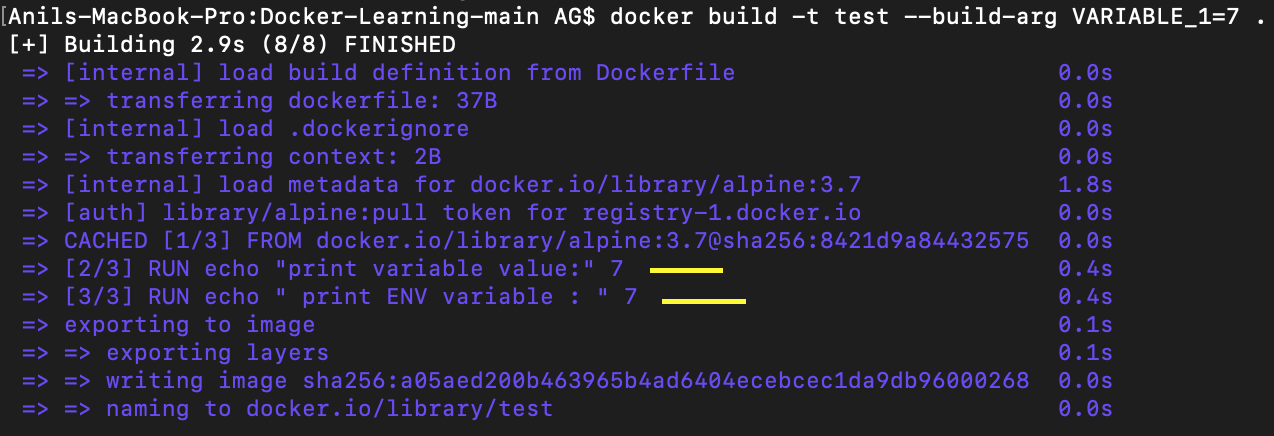 [Anils-MacBook-Pro:Docker-Learning-main AG$ docker build -t test --build-arg VARIABLE_1=7 .
[+] Building 2.9s (8/8) FINISHED
=> [internal] load build definition from Dockerfile 0.0s
=> => transferring dockerfile: 37B 0.0s
=> [internal] load .dockerignore 0.0s
=> => transferring context: 2B 0.0s
=> [internal] load metadata for docker.io/library/alpine:3.7 1.8s
=> [auth] library/alpine:pull token for registry-1.docker.io 0.0s
=> CACHED [1/3] FROM docker.io/library/alpine:3.7@sha256:8421d9a84432575 0.0s
=> [2/3] RUN echo "print variable value:" 7 0.4s
=> [3/3] RUN echo " print ENV variable : " 7 0.4s
=> exporting to image 0.1s
=> => exporting layers 0.1s
=> => writing image sha256:a05aed200b463965b4ad6404ecebcec1da9db96000268 0.0s
=> => naming to docker.io/library/test 0.0s